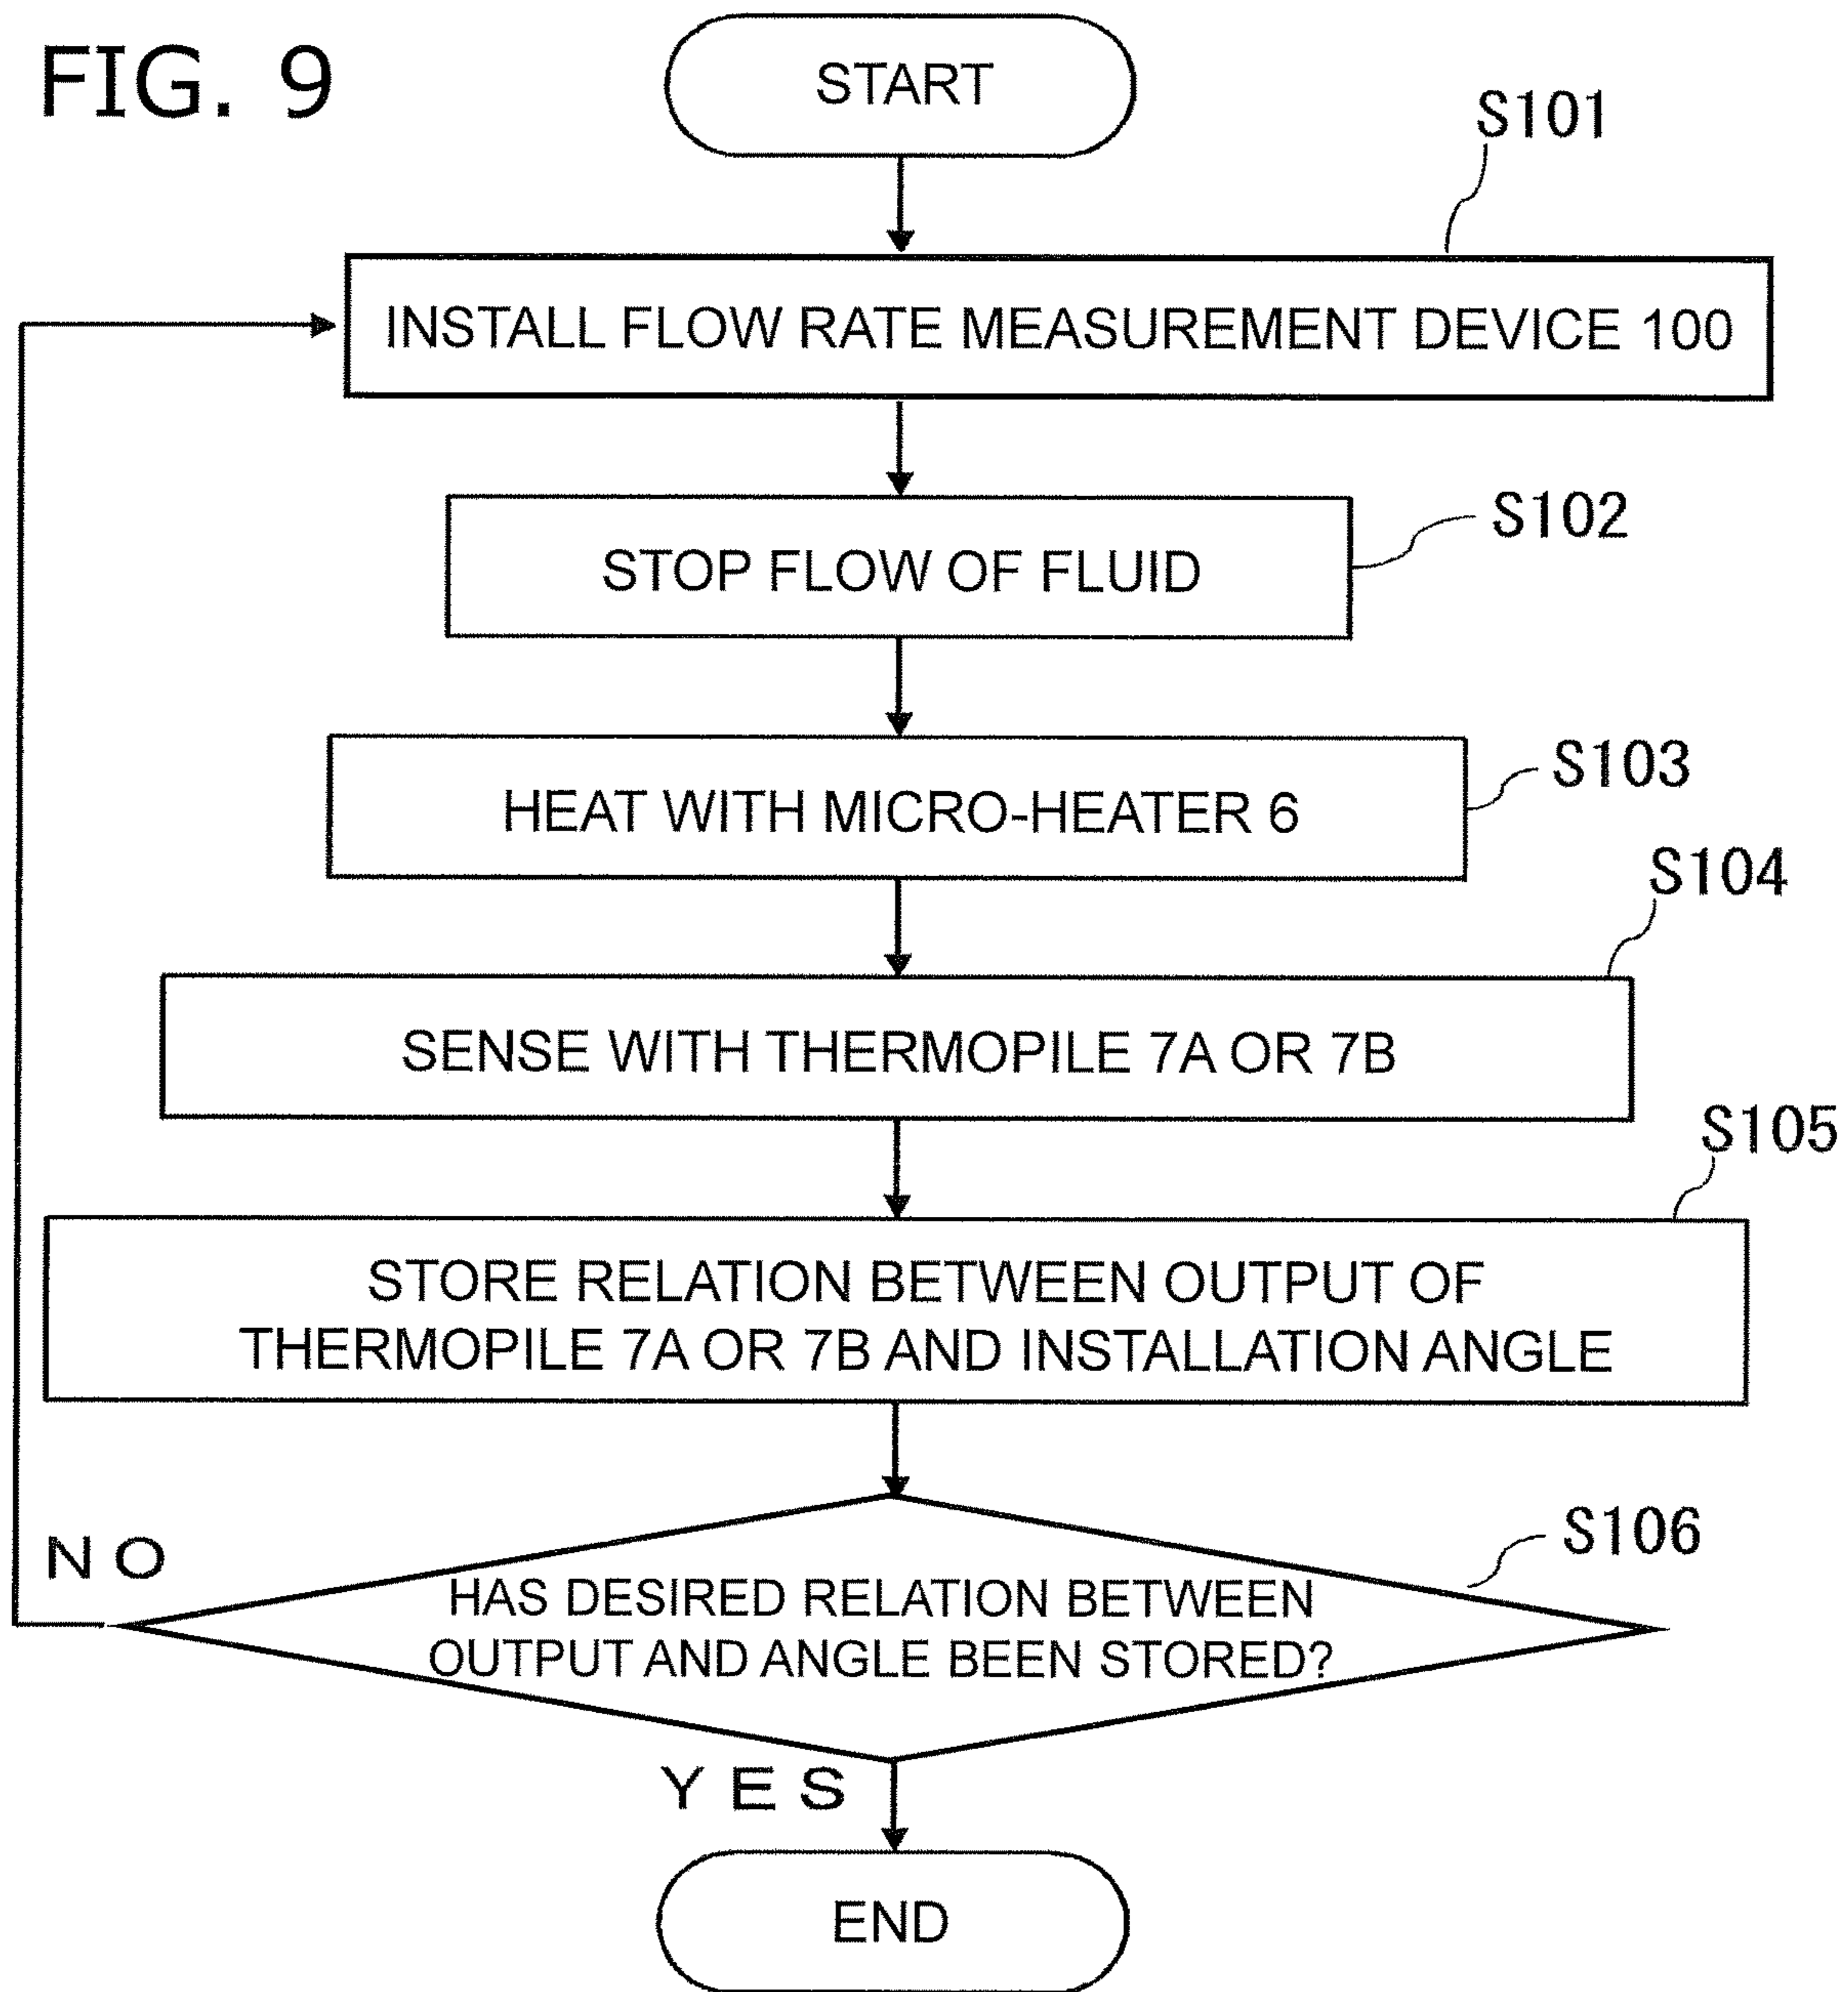 FIG. 9
START
S101
INSTALL FLOW RATE MEASUREMENT DEVICE 100
S102
STOP FLOW OF FLUID
S103
HEAT WITH MICRO-HEATER 6
S104
SENSE WITH THERMOPILE 7A OR 7B
S105
STORE RELATION BETWEEN OUTPUT OF
THERMOPILE 7A OR 7B AND INSTALLATION ANGLE
S106
NO
HAS DESIRED RELATION BETWEEN
OUTPUT AND ANGLE BEEN STORED?
YES
END